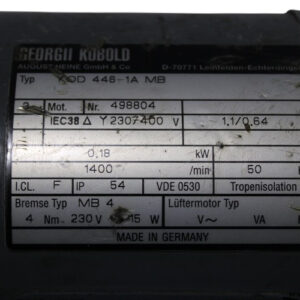 GEORGII KOBOLD
AUGUST HEINE GmbH & Co
D-70771 Leinfelden-Echterdingen
Typ KOD 446-1A MB
3 Mot. Nr. 498804
IEC38 Δ Y 230/400 V 1,1/0,64
0,18 kW
1400 /min 50
I.CL. F IP 54 VDE 0530 Tropenisolation
Bremse Typ MB 4 Lüftermotor Typ
4 Nm 230 V ~ 15 W V~ VA
MADE IN GERMANY